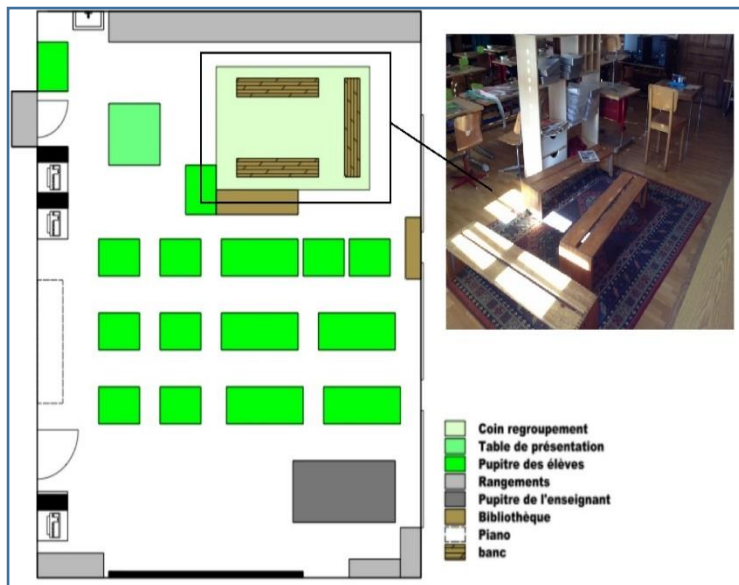 Coin regroupement
Table de présentation
Pupitre des élèves
Rangements
Pupitre de l'enseignant
Bibliothèque
Piano
banc